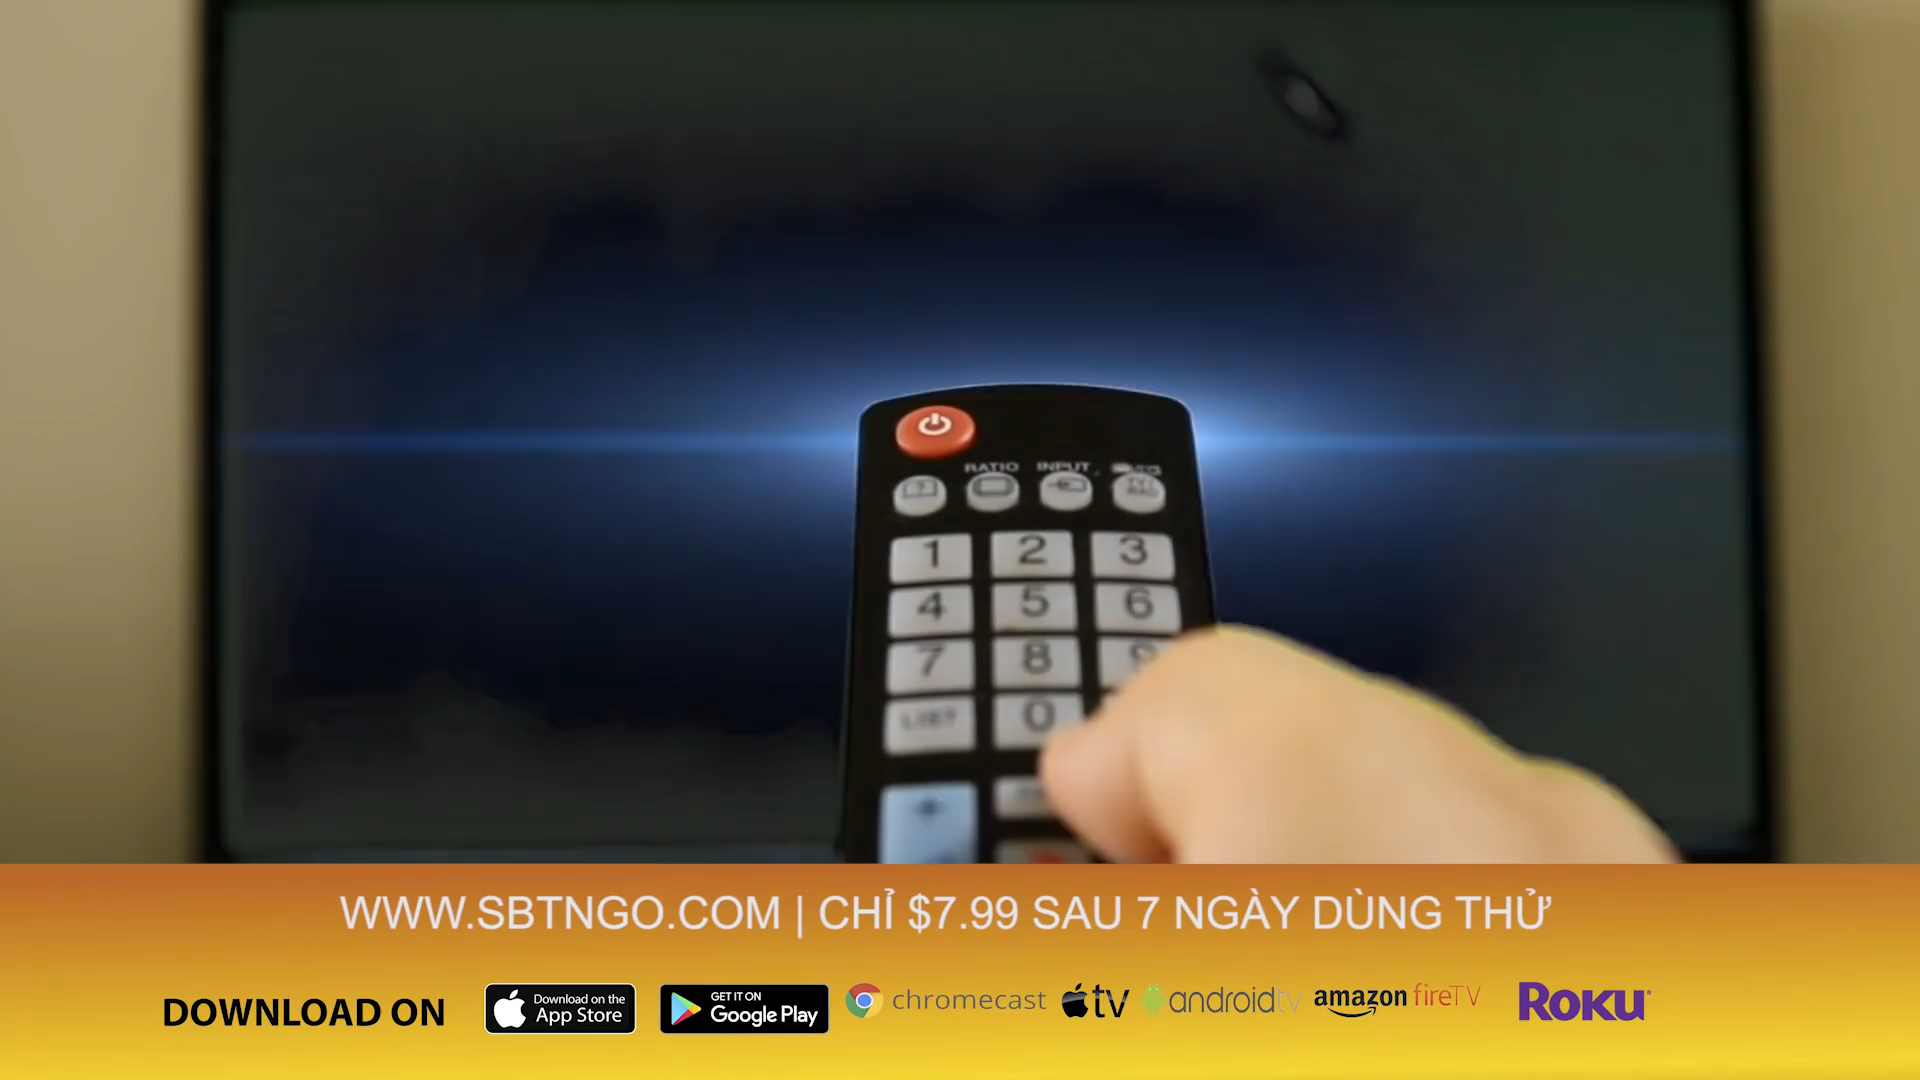 RATIO INPUT
1 2 3
4 5 6
7 8
LIST 0
+
WWW.SBTNGO.COM | CHỈ $7.99 SAU 7 NGÀY DÙNG THỬ
DOWNLOAD ON
Download on the
App Store
GET IT ON
Google Play
chromecast
tv
androidtv
amazon fireTV
ROKU